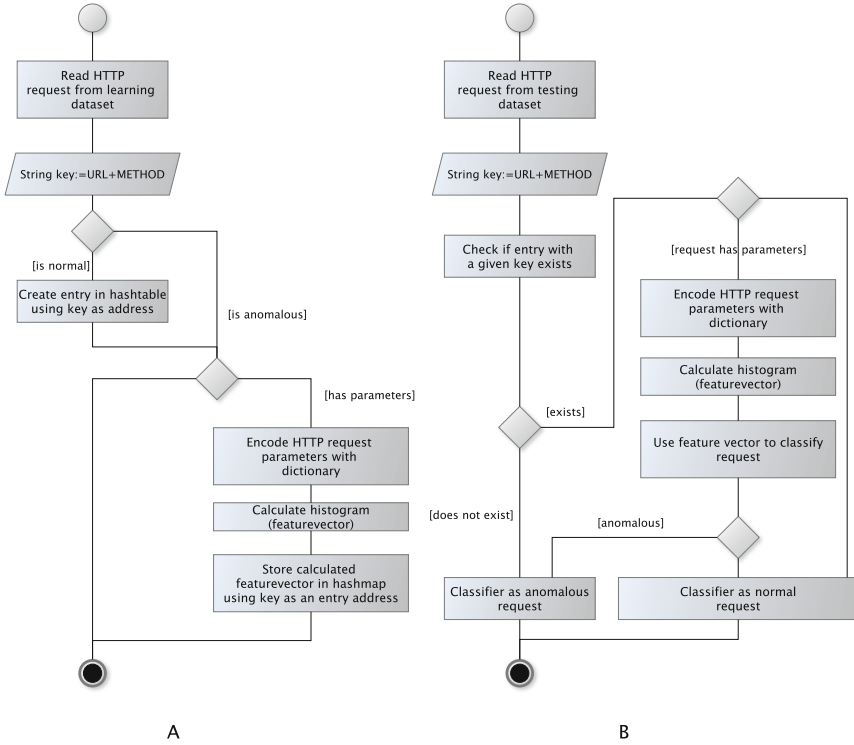 Read HTTP
request from learning
dataset
String key:=URL+METHOD
[is normal]
Create entry in hashtable
using key as address
[is anomalous]
[has parameters]
Encode HTTP request
parameters with
dictionary
Calculate histogram
(featurevector)
Store calculated
featurevector in hashmap
using key as an entry address
A
Read HTTP
request from testing
dataset
String key:=URL+METHOD
Check if entry with
a given key exists
[exists]
[does not exist]
[request has parameters]
Encode HTTP request
parameters with
dictionary
Calculate histogram
(featurevector)
Use feature vector to classify
request
[anomalous]
Classifier as anomalous
request
Classifier as normal
request
B